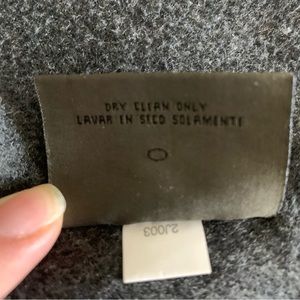 DRY CLEAN ONLY
LAVAR IN SECO SOLAMENTE
2J003